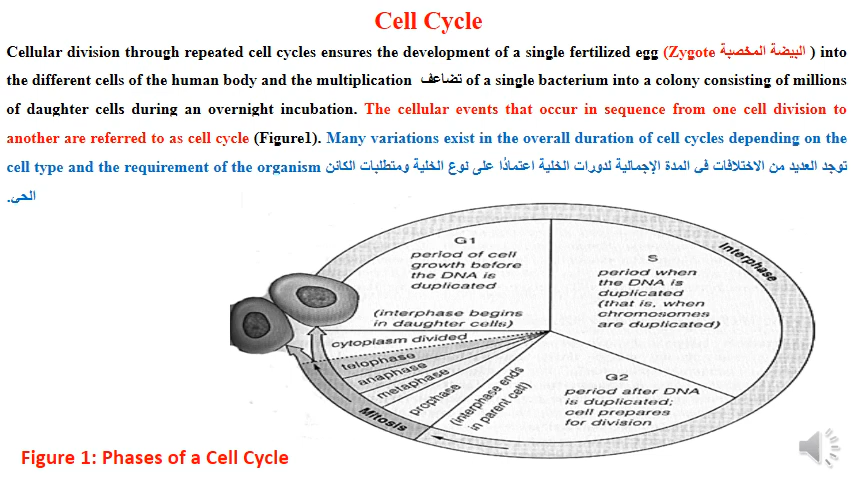 Cell Cycle
Cellular division through repeated cell cycles ensures the development of a single fertilized egg (Zygote البيضة المخصبة ) into
the different cells of the human body and the multiplication تضاعف of a single bacterium into a colony consisting of millions
of daughter cells during an overnight incubation. The cellular events that occur in sequence from one cell division to
another are referred to as cell cycle (Figure1). Many variations exist in the overall duration of cell cycles depending on the
cell type and the requirement of the organism توجد العديد من الاختلافات في المدة الإجمالية لدورات الخلية اعتمادًا على نوع الخلية ومتطلبات الكائن
الحي.
G1
period of cell
growth before
the DNA is
duplicated
(interphase begins
in daughter cells)
S
period when
the DNA is
duplicated
(that is, when
chromosomes
are duplicated)
Interphase
cytoplasm divided
telophase
anaphase
metaphase
prophase
Mitosis
(interphase ends
in parent cell)
G2
period after DNA
is duplicated;
cell prepares
for division
Figure 1: Phases of a Cell Cycle